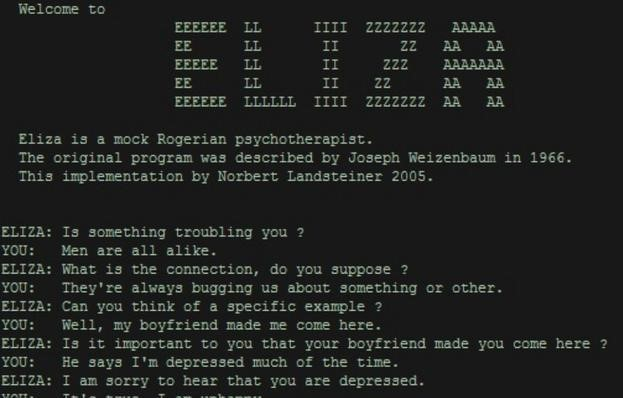 Welcome to
EEEEEE LL IIII ZZZZZZZ AAAAA
EE LL II ZZ AA AA
EEEEE LL II ZZZ AAAAAAA
EE LL II ZZ AA AA
EEEEEE LLLLLL IIII ZZZZZZZ AA AA
Eliza is a mock Rogerian psychotherapist.
The original program was described by Joseph Weizenbaum in 1966.
This implementation by Norbert Landsteiner 2005.
ELIZA: Is something troubling you ?
YOU: Men are all alike.
ELIZA: What is the connection, do you suppose ?
YOU: They're always bugging us about something or other.
ELIZA: Can you think of a specific example ?
YOU: Well, my boyfriend made me come here.
ELIZA: Is it important to you that your boyfriend made you come here ?
YOU: He says I'm depressed much of the time.
ELIZA: I am sorry to hear that you are depressed.
YOU: It's true. I am unhappy.